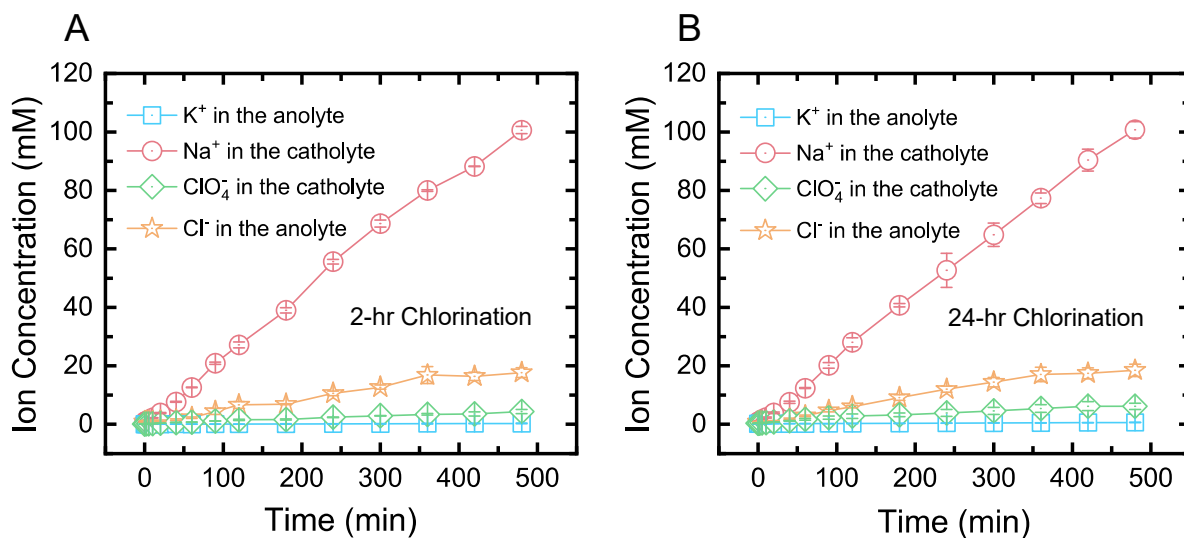 A
Ion Concentration (mM)
120
100
80
60
40
20
0
K⁺ in the anolyte
Na⁺ in the catholyte
ClO₄⁻ in the catholyte
Cl⁻ in the anolyte
2-hr Chlorination
0 100 200 300 400 500
Time (min)
B
Ion Concentration (mM)
120
100
80
60
40
20
0
K⁺ in the anolyte
Na⁺ in the catholyte
ClO₄⁻ in the catholyte
Cl⁻ in the anolyte
24-hr Chlorination
0 100 200 300 400 500
Time (min)